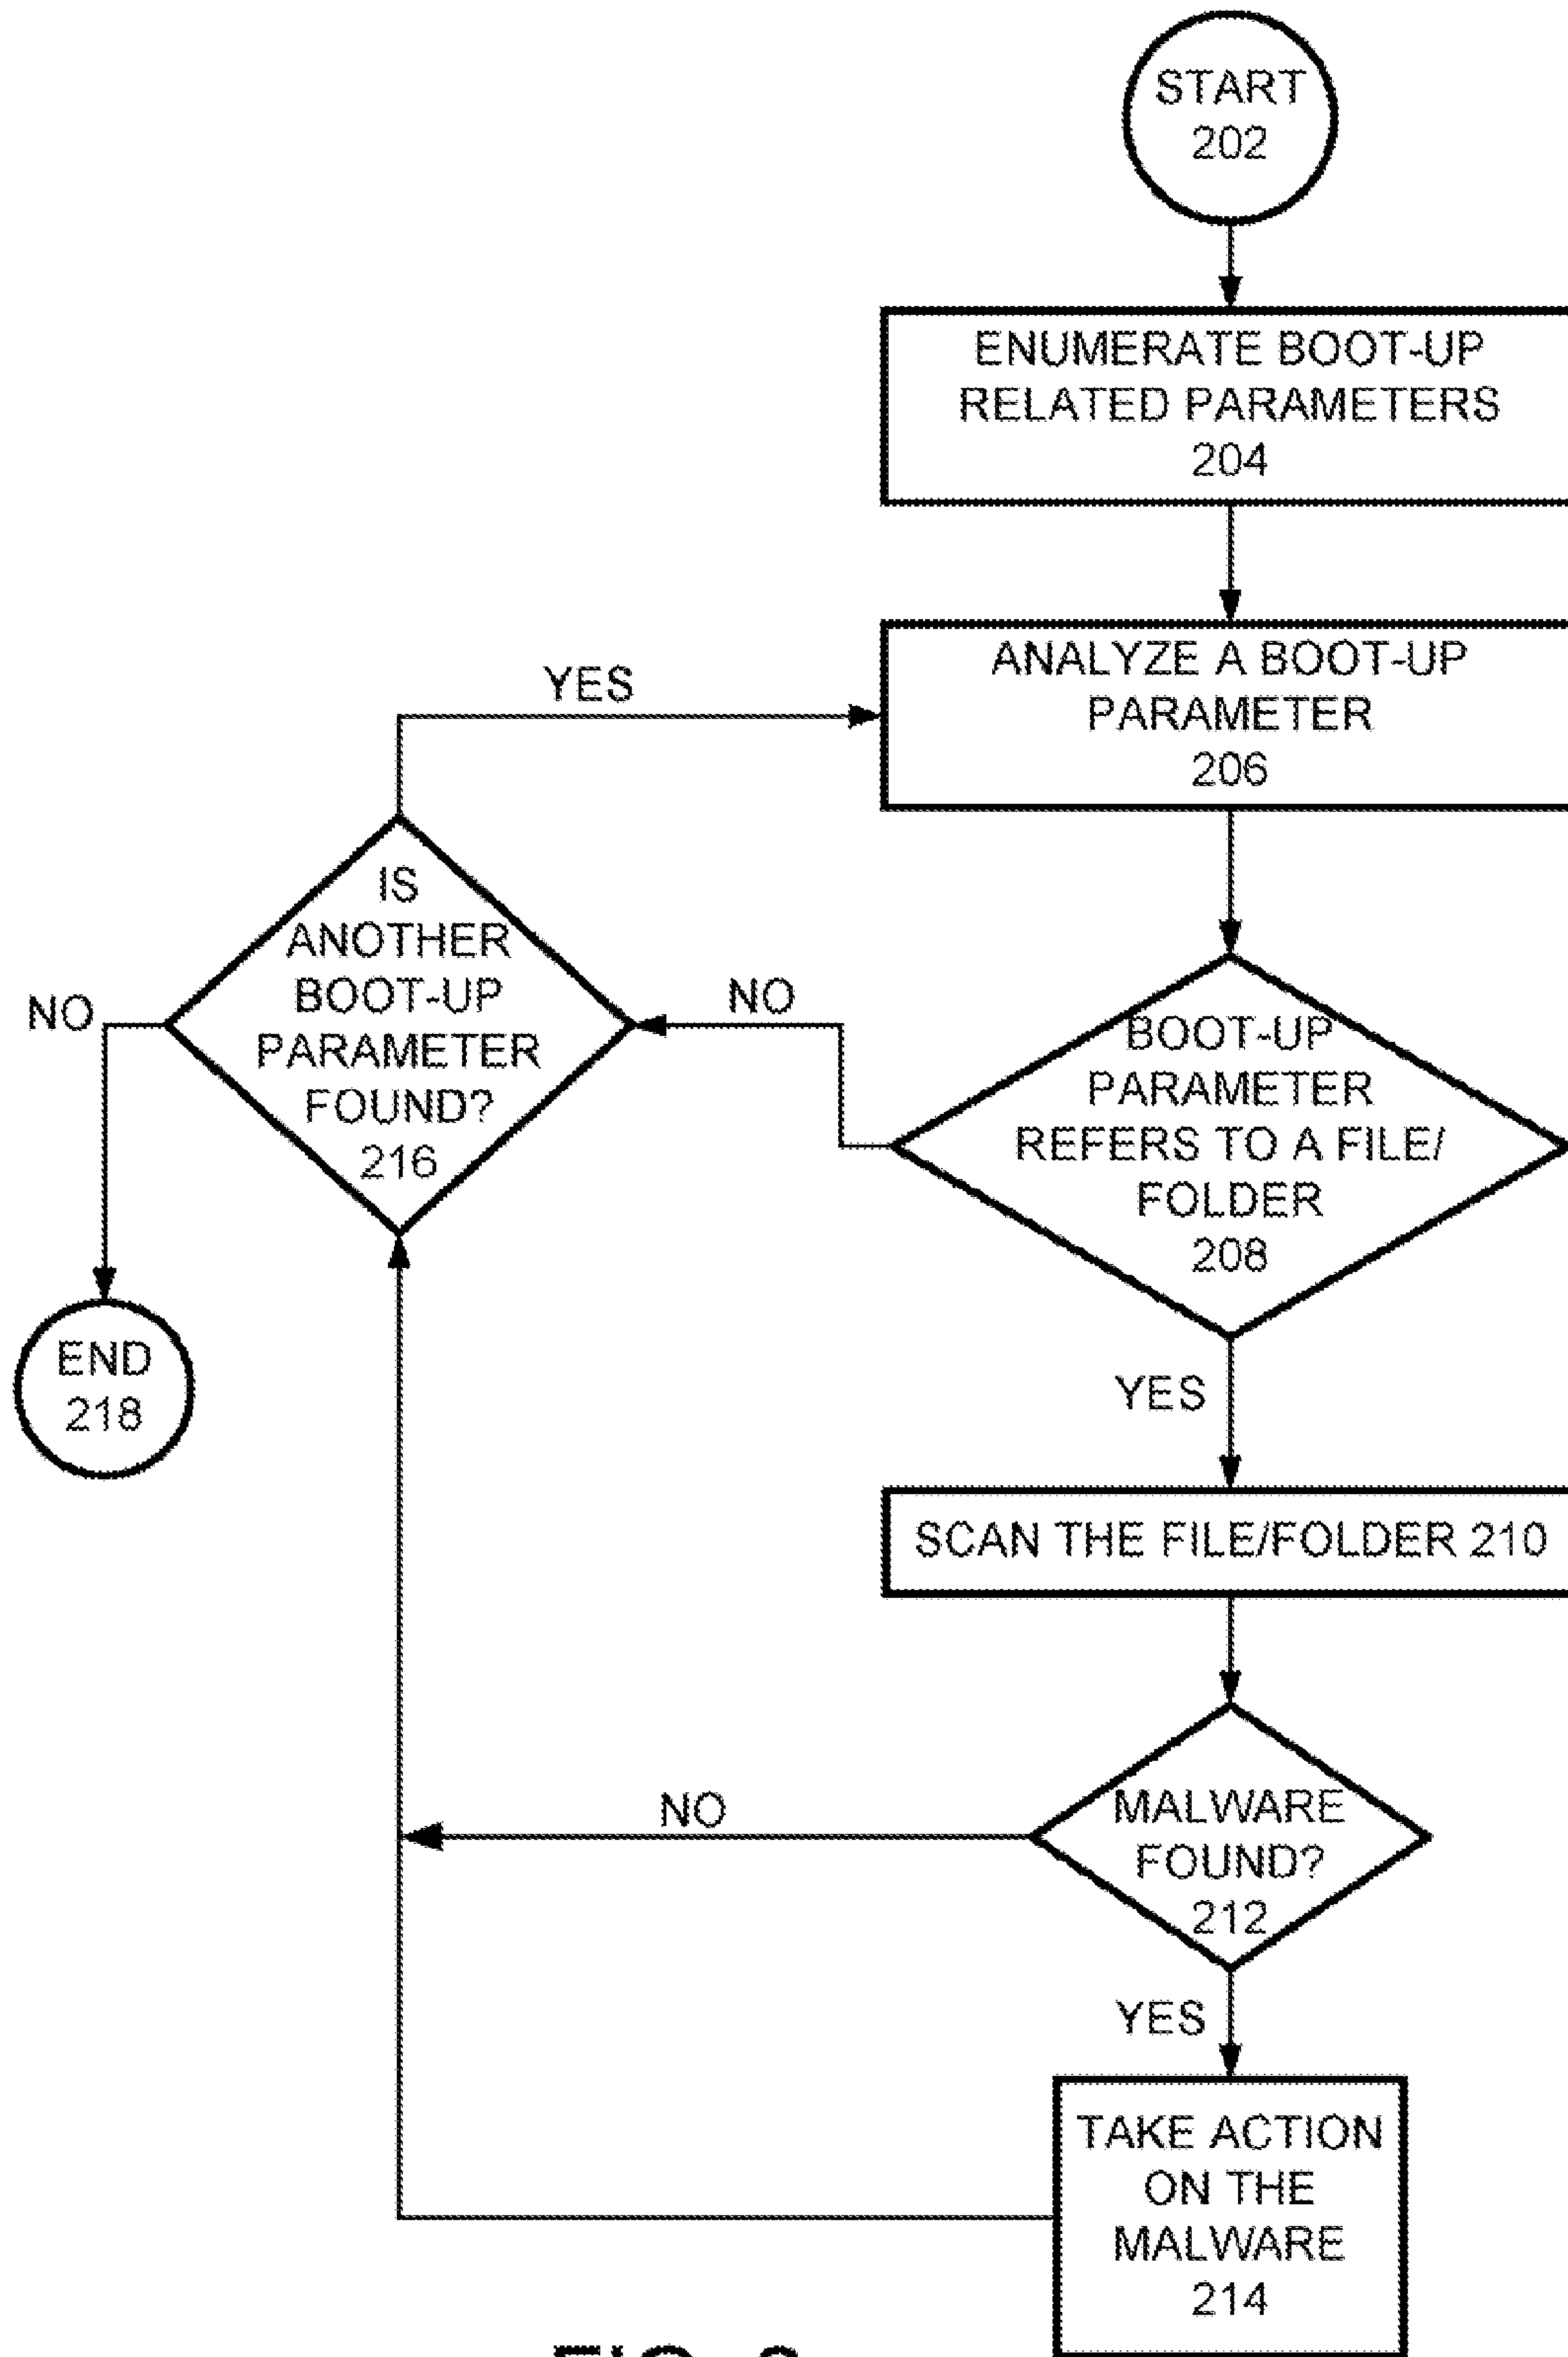 START
202
ENUMERATE BOOT-UP
RELATED PARAMETERS
204
ANALYZE A BOOT-UP
PARAMETER
206
YES
IS
ANOTHER
BOOT-UP
PARAMETER
FOUND?
216
NO
NO
BOOT-UP
PARAMETER
REFERS TO A FILE/
FOLDER
208
END
218
YES
SCAN THE FILE/FOLDER 210
NO
MALWARE
FOUND?
212
YES
TAKE ACTION
ON THE
MALWARE
214